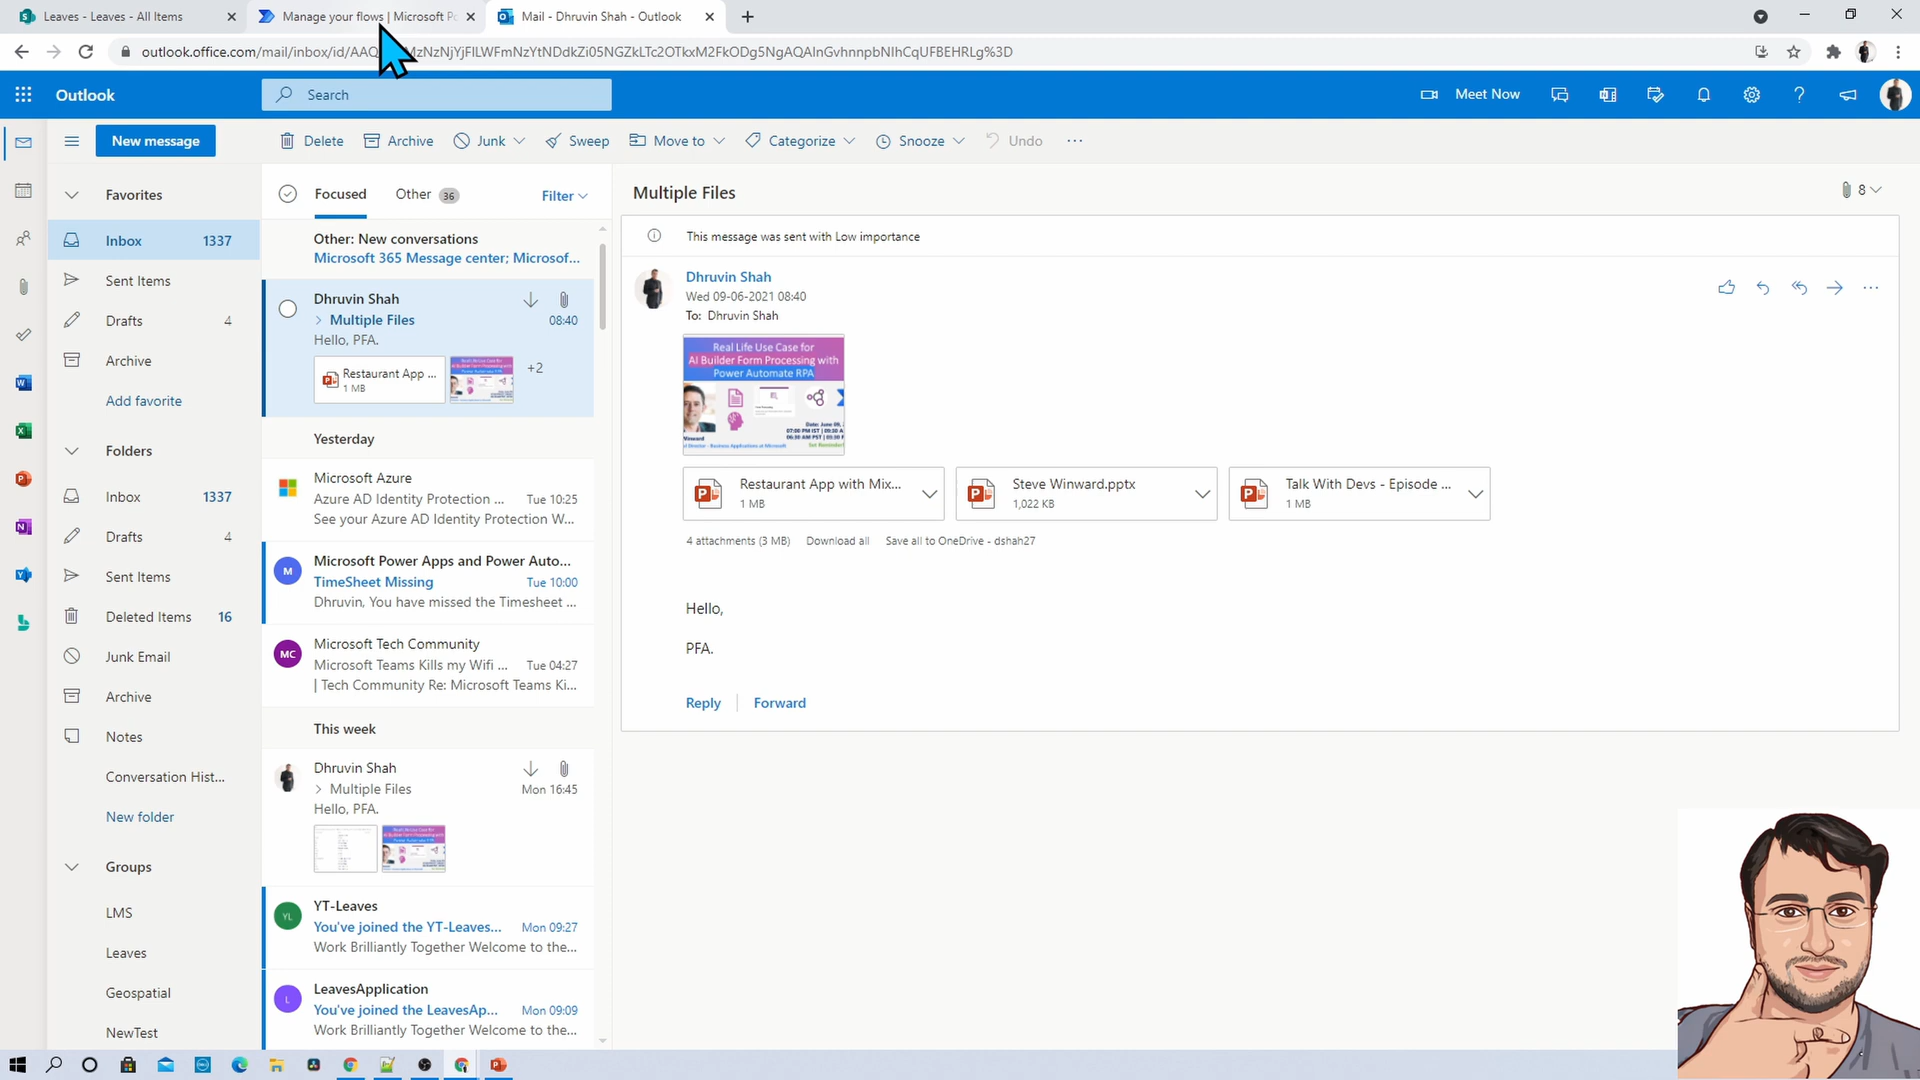 Leaves - Leaves - All Items
Manage your flows | Microsoft Po
Mail - Dhruvin Shah - Outlook
Outlook
Search
Meet Now
New message
Delete
Archive
Junk
Sweep
Move to
Categorize
Snooze
Undo
Favorites
Inbox 1337
Sent Items
Drafts 4
Archive
Add favorite
Folders
Inbox 1337
Drafts 4
Sent Items
Deleted Items 16
Junk Email
Archive
Notes
Conversation Hist...
New folder
Groups
LMS
Leaves
Geospatial
NewTest
Focused
Other 36
Filter
Other: New conversations
Microsoft 365 Message center; Microsof...
Dhruvin Shah
Multiple Files 08:40
Hello, PFA.
Restaurant App ...
1 MB
+2
Yesterday
Microsoft Azure
Azure AD Identity Protection ... Tue 10:25
See your Azure AD Identity Protection W...
Microsoft Power Apps and Power Auto...
TimeSheet Missing Tue 10:00
Dhruvin, You have missed the Timesheet ...
Microsoft Tech Community
Microsoft Teams Kills my Wifi ... Tue 04:27
| Tech Community Re: Microsoft Teams Ki...
This week
Dhruvin Shah
Multiple Files Mon 16:45
Hello, PFA.
YT-Leaves
You've joined the YT-Leaves... Mon 09:27
Work Brilliantly Together Welcome to the...
LeavesApplication
You've joined the LeavesAp... Mon 09:09
Work Brilliantly Together Welcome to the...
Multiple Files
8
This message was sent with Low importance
Dhruvin Shah
Wed 09-06-2021 08:40
To: Dhruvin Shah
Real Life Use Case for
AI Builder Form Processing with
Power Automate RPA
Restaurant App with Mix...
1 MB
Steve Winward.pptx
1,022 KB
Talk With Devs - Episode ...
1 MB
4 attachments (3 MB) Download all Save all to OneDrive - dshah27
Hello,
PFA.
Reply
Forward
MC
YL
L
M